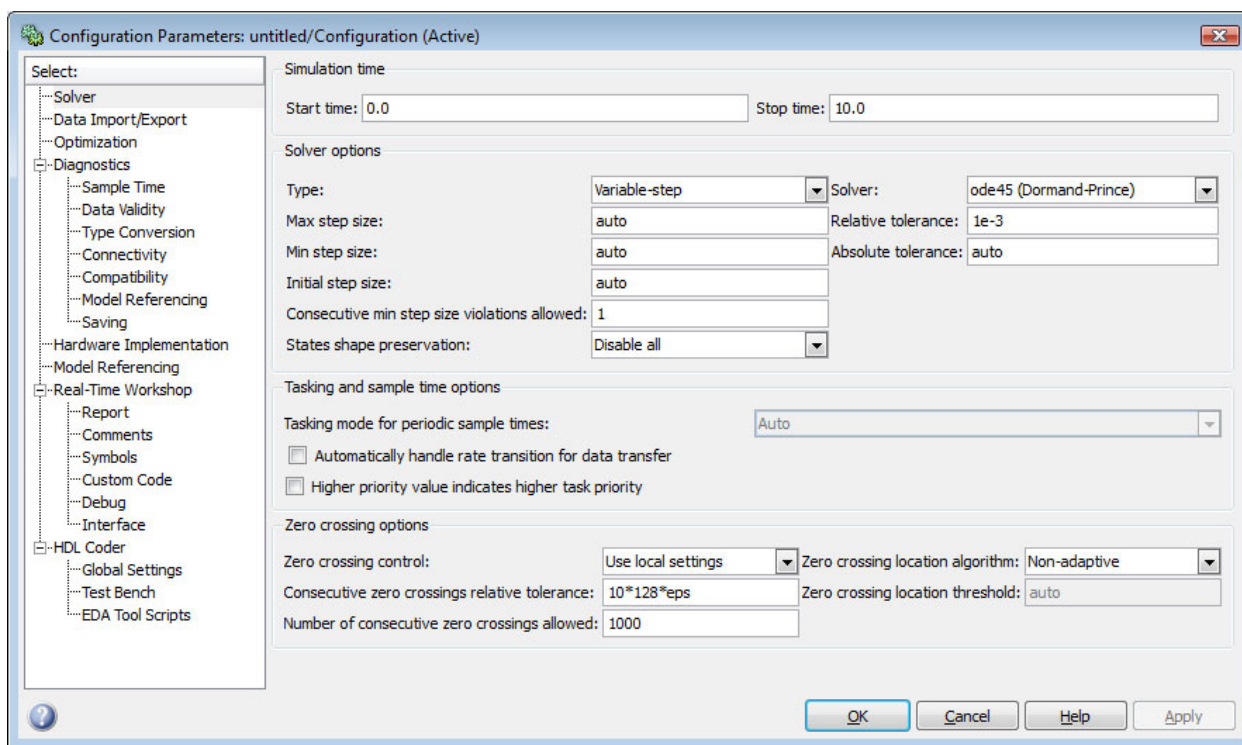 Configuration Parameters: untitled/Configuration (Active)
Select:
Solver
Data Import/Export
Optimization
Diagnostics
Sample Time
Data Validity
Type Conversion
Connectivity
Compatibility
Model Referencing
Saving
Hardware Implementation
Model Referencing
Real-Time Workshop
Report
Comments
Symbols
Custom Code
Debug
Interface
HDL Coder
Global Settings
Test Bench
EDA Tool Scripts
Simulation time
Start time: 0.0 Stop time: 10.0
Solver options
Type: Variable-step Solver: ode45 (Dormand-Prince)
Max step size: auto Relative tolerance: 1e-3
Min step size: auto Absolute tolerance: auto
Initial step size: auto
Consecutive min step size violations allowed: 1
States shape preservation: Disable all
Tasking and sample time options
Tasking mode for periodic sample times: Auto
Automatically handle rate transition for data transfer
Higher priority value indicates higher task priority
Zero crossing options
Zero crossing control: Use local settings Zero crossing location algorithm: Non-adaptive
Consecutive zero crossings relative tolerance: 10*128*eps Zero crossing location threshold: auto
Number of consecutive zero crossings allowed: 1000
? OK Cancel Help Apply